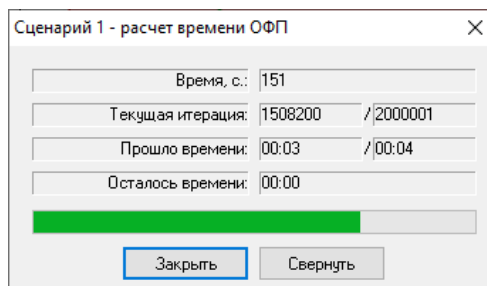 Сценарий 1 - расчет времени ОФП
Время, с.: 151
Текущая итерация: 1508200 / 2000001
Прошло времени: 00:03 / 00:04
Осталось времени: 00:00
Закрыть Свернуть